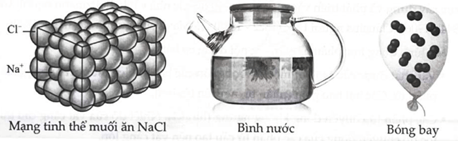 Cl⁻
Na⁺
Mạng tinh thể muối ăn NaCl
Bình nước
Bóng bay